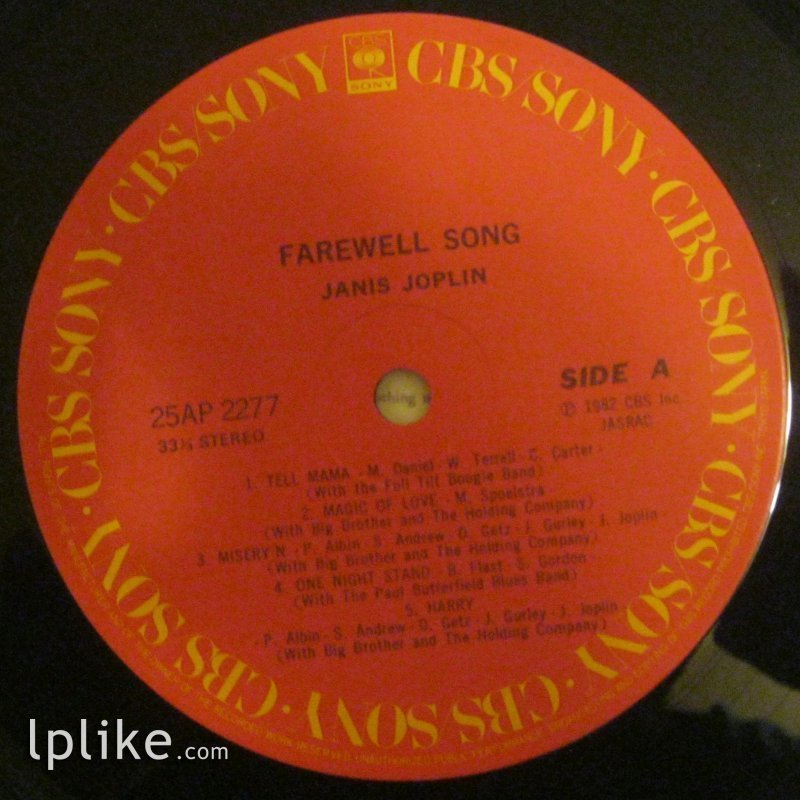 CBS
SONY
CBS/SONY · CBS/SONY · CBS/SONY · CBS/SONY · CBS SONY · CBS SONY · CBS/SONY · CBS/SONY
FAREWELL SONG
JANIS JOPLIN
SIDE A
25AP 2277
℗ 1982 CBS Inc.
33⅓ STEREO
JASRAC
1. TELL MAMA · M. Daniel · W. Terrell · C. Carter ·
(With the Full Tilt Boogie Band)
2. MAGIC OF LOVE · M. Spoelstra
(With Big Brother and The Holding Company)
3. MISERY'N · P. Albin · S. Andrew · D. Getz · J. Gurley · J. Joplin
(With Big Brother and The Holding Company)
4. ONE NIGHT STAND · B. Flast · S. Gordon
(With The Paul Butterfield Blues Band)
5. HARRY
· P. Albin · S. Andrew · D. Getz · J. Gurley · J. Joplin ·
(With Big Brother and The Holding Company)
lplike.com